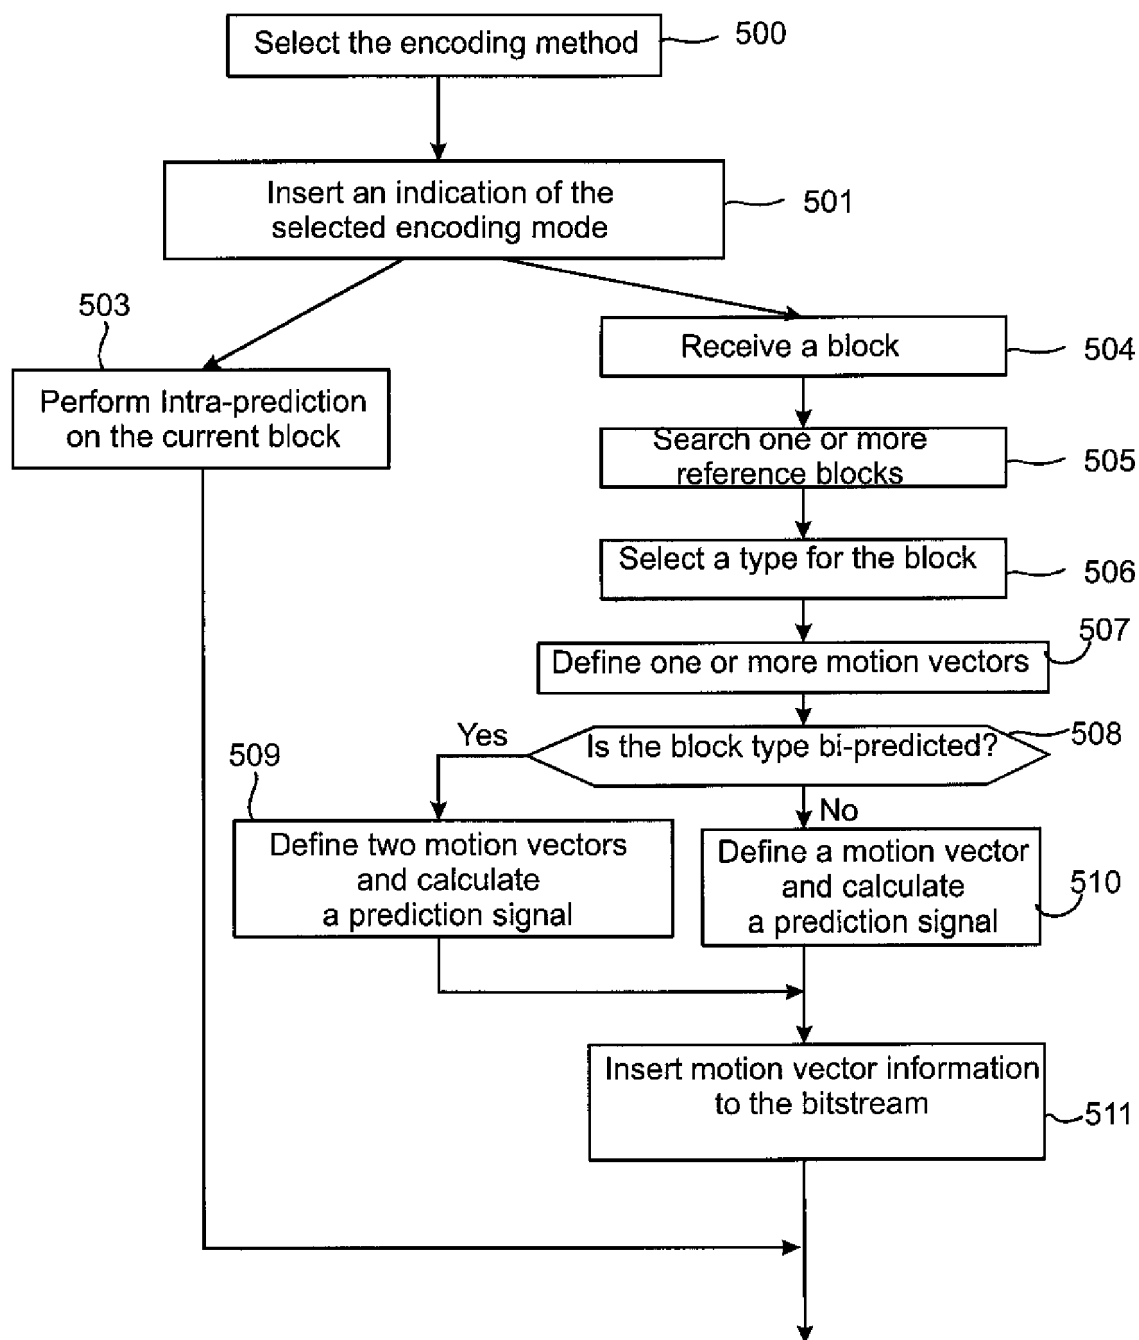 Select the encoding method
500
Insert an indication of the
selected encoding mode
501
503
Perform Intra-prediction
on the current block
Receive a block
504
Search one or more
reference blocks
505
Select a type for the block
506
507
Define one or more motion vectors
Yes
Is the block type bi-predicted?
508
509
No
Define two motion vectors
and calculate
a prediction signal
Define a motion vector
and calculate
a prediction signal
510
Insert motion vector information
to the bitstream
511